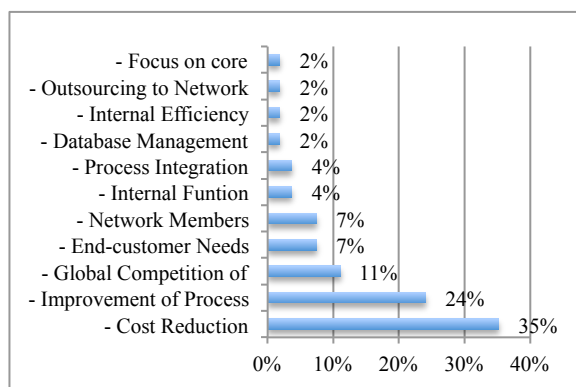 - Focus on core 2%
- Outsourcing to Network 2%
- Internal Efficiency 2%
- Database Management 2%
- Process Integration 4%
- Internal Funtion 4%
- Network Members 7%
- End-customer Needs 7%
- Global Competition of 11%
- Improvement of Process 24%
- Cost Reduction 35%
0% 10% 20% 30% 40%